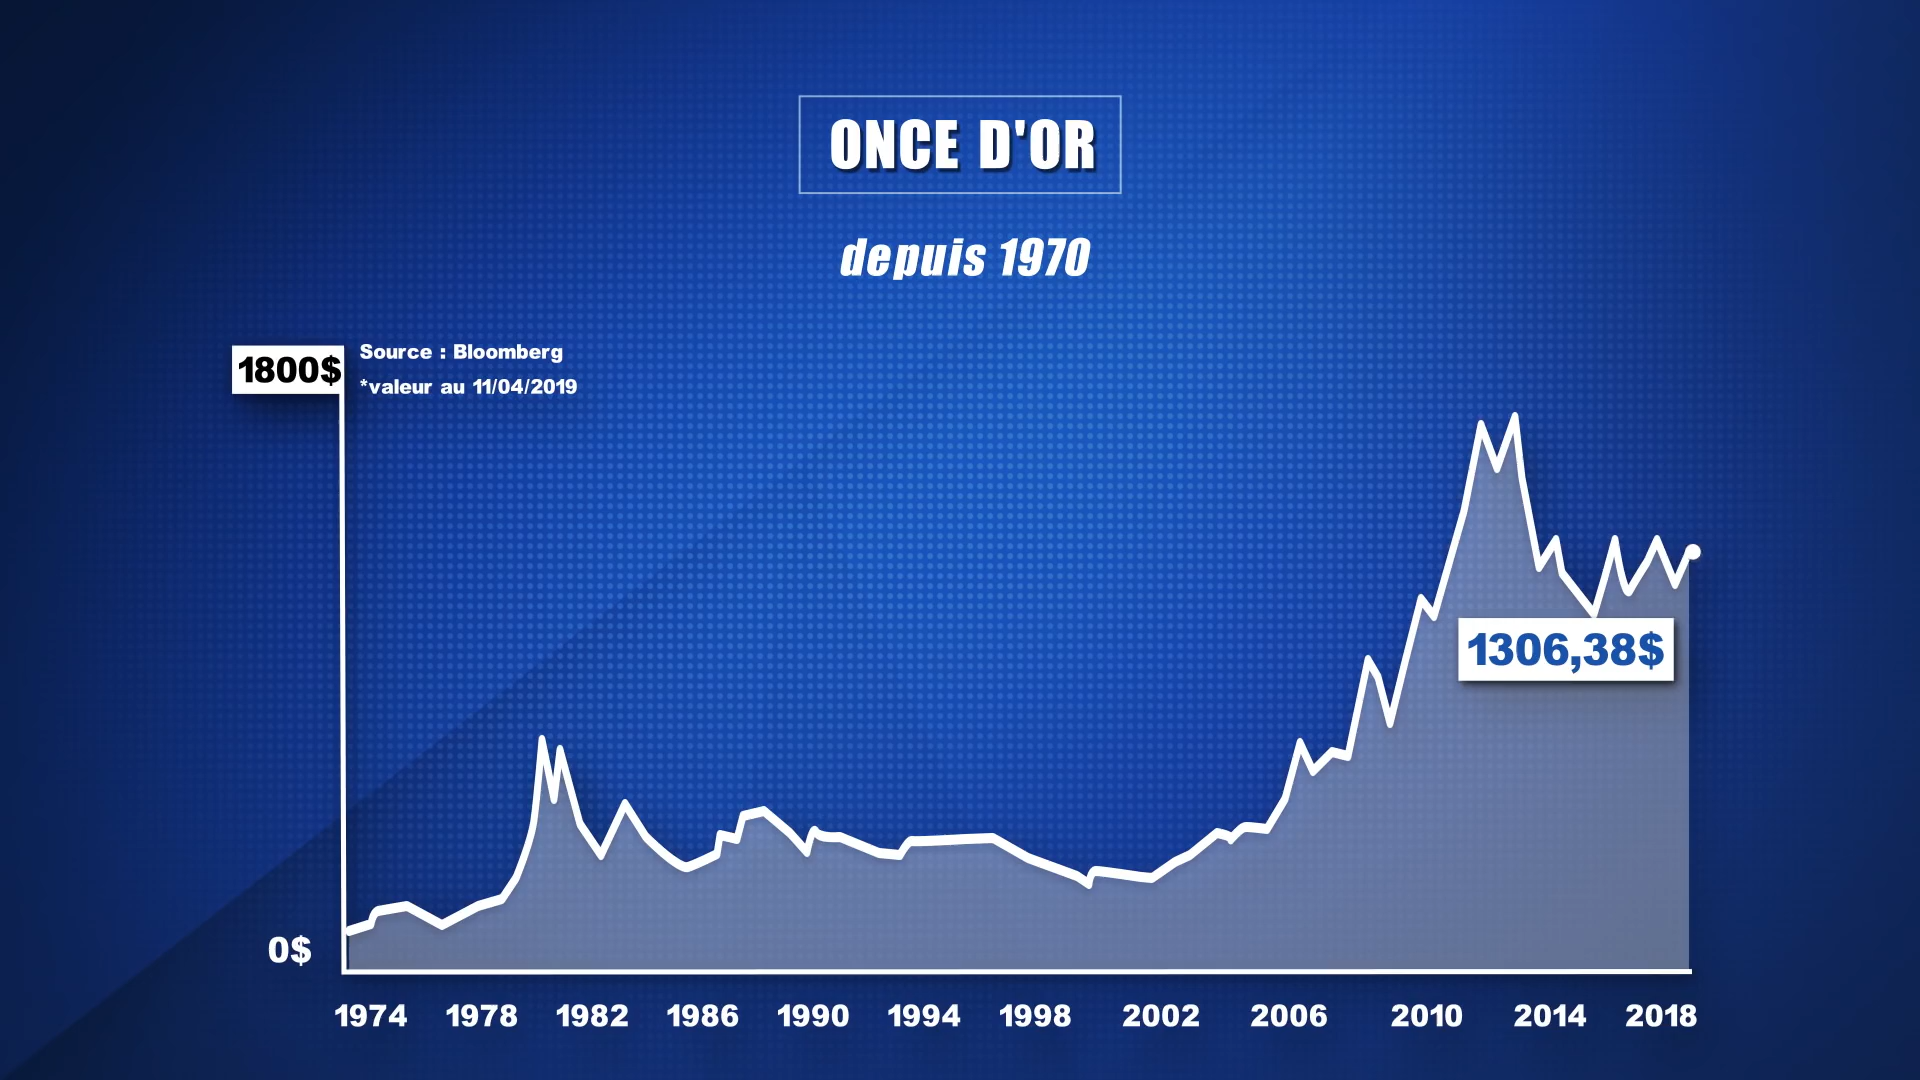 ONCE D'OR
depuis 1970
1800$
Source : Bloomberg
*valeur au 11/04/2019
1306,38$
0$
1974 1978 1982 1986 1990 1994 1998 2002 2006 2010 2014 2018